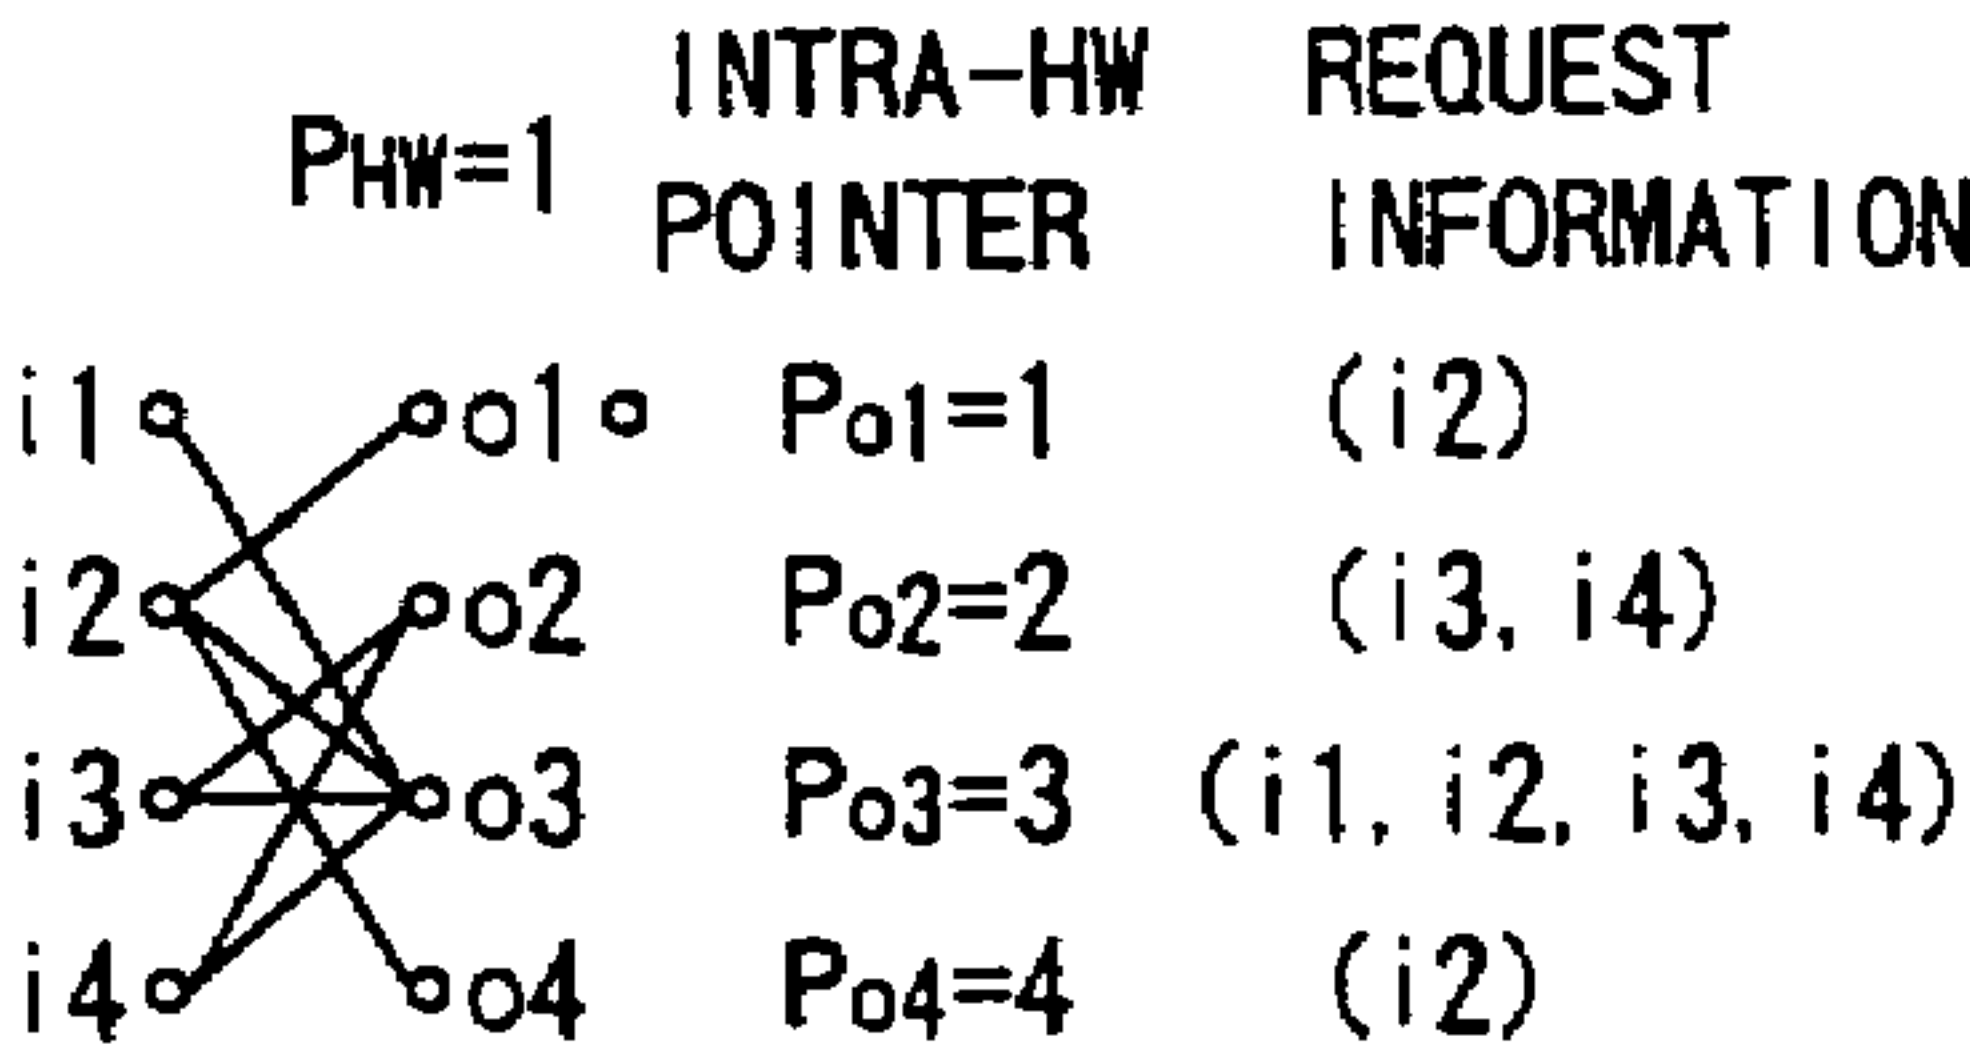 PHW=1 INTRA-HW POINTER REQUEST INFORMATION
i1 o1 Po1=1 (i2)
i2 o2 Po2=2 (i3, i4)
i3 o3 Po3=3 (i1, i2, i3, i4)
i4 o4 Po4=4 (i2)